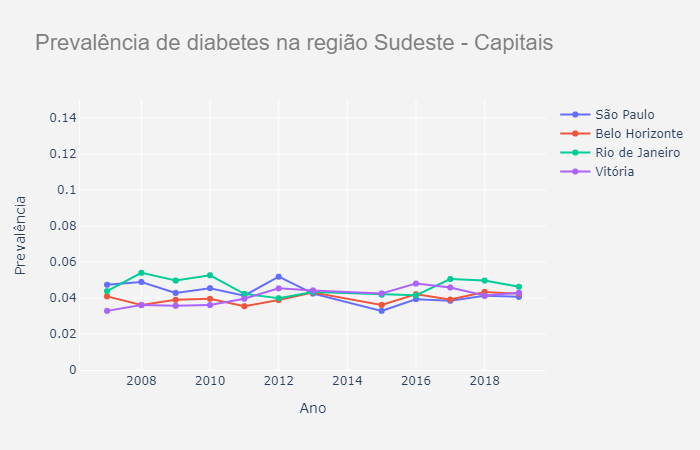 Prevalência de diabetes na região Sudeste - Capitais
São Paulo
Belo Horizonte
Rio de Janeiro
Vitória
Prevalência
0.14
0.12
0.1
0.08
0.06
0.04
0.02
0
2008 2010 2012 2014 2016 2018
Ano